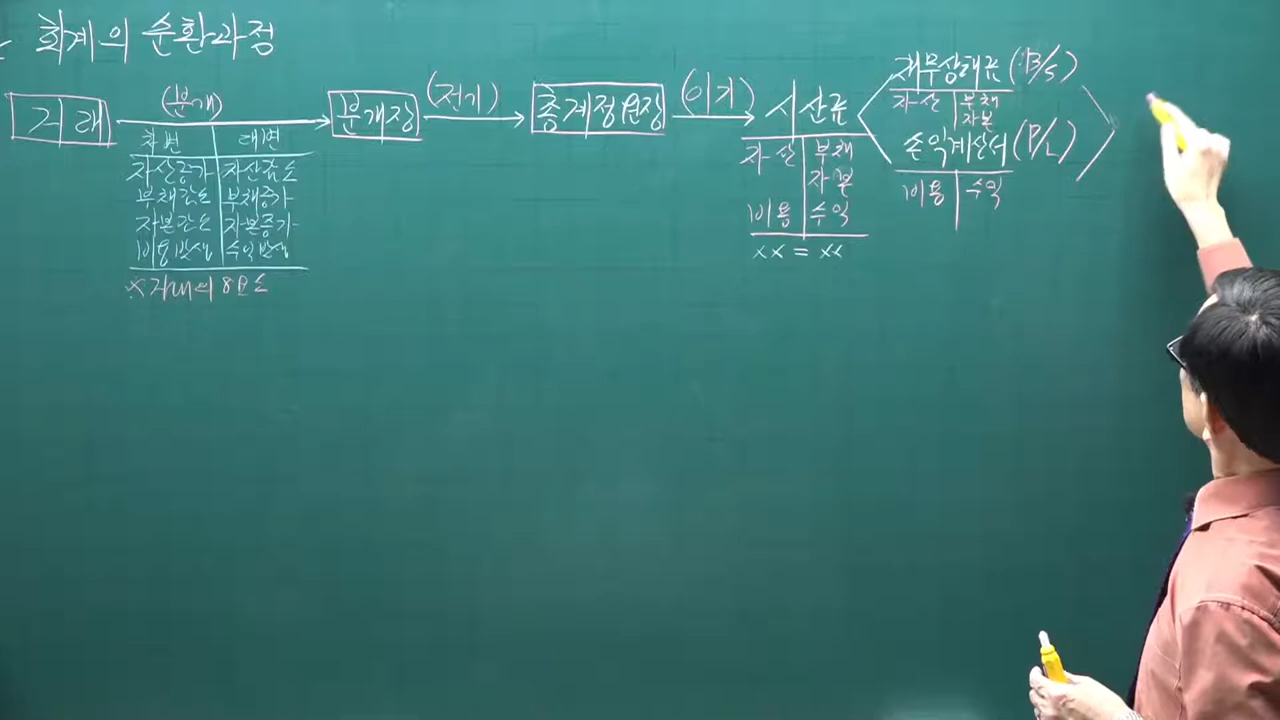 회계의 순환과정
거래
(분개)
차변 대변
자산증가 자산감소
부채감소 부채증가
자본감소 자본증가
비용발생 수익발생
※거래의 8요소
분개장
(전기)
총계정원장
(이기)
시산표
자산 부채
자본
비용 수익
×× = ××
재무상태표(B/S)
자산 부채
자본
손익계산서(P/L)
비용 수익